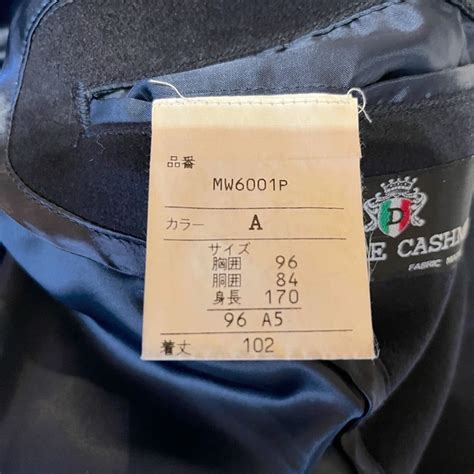 品番
MW6001P
カラー A
サイズ
胸囲 96
胴囲 84
身長 170
96 A5
着丈 102
D
E CASHM
FABRIC